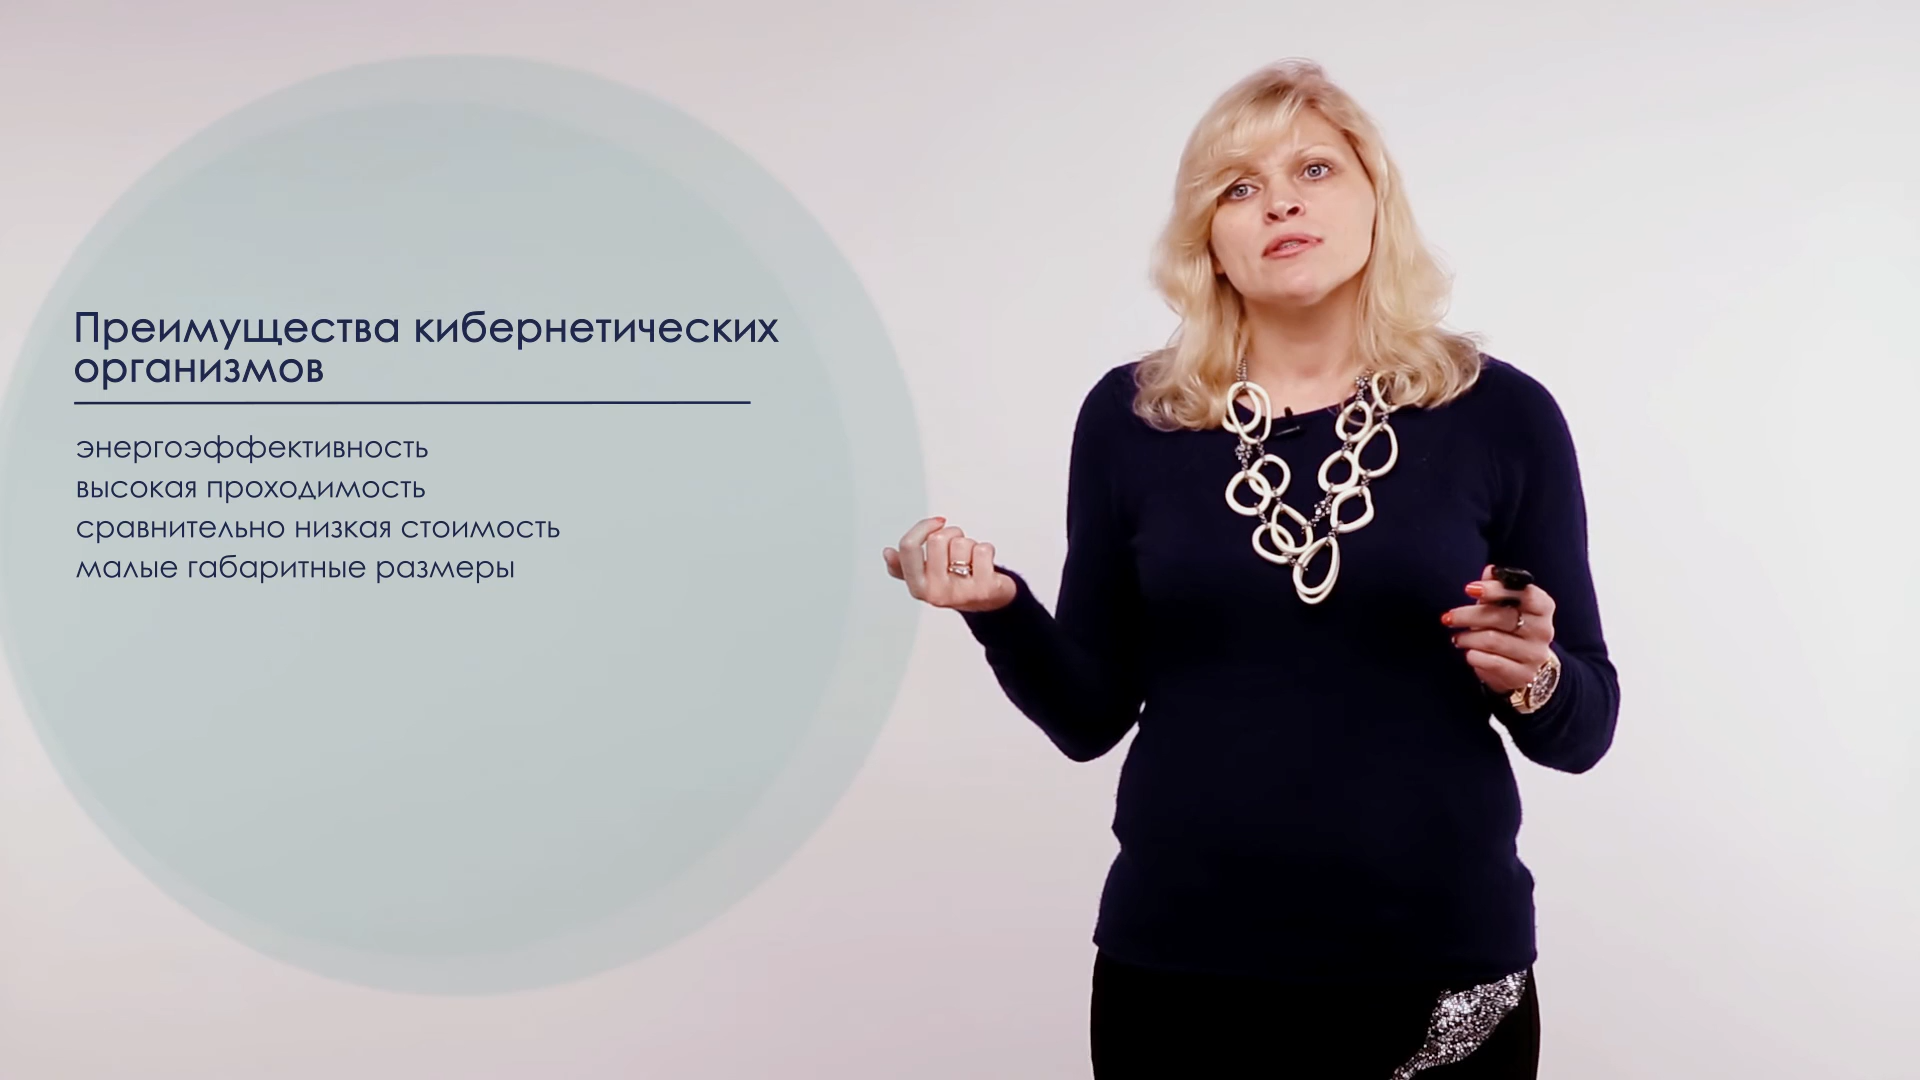 Преимущества кибернетических
организмов
энергоэффективность
высокая проходимость
сравнительно низкая стоимость
малые габаритные размеры